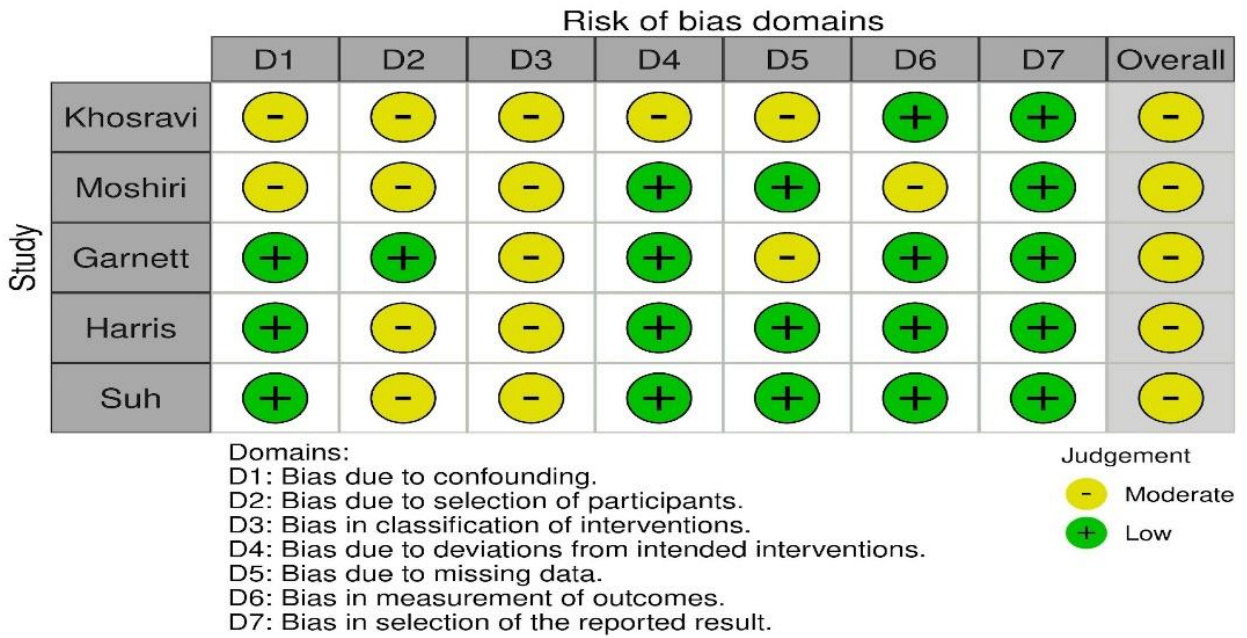 Risk of bias domains
D1 D2 D3 D4 D5 D6 D7 Overall
Study
Khosravi - - - - - + + -
Moshiri - - - + + - + -
Garnett + + - + - + + -
Harris + - - + + + + -
Suh + - - + + + + -
Domains:
D1: Bias due to confounding.
D2: Bias due to selection of participants.
D3: Bias in classification of interventions.
D4: Bias due to deviations from intended interventions.
D5: Bias due to missing data.
D6: Bias in measurement of outcomes.
D7: Bias in selection of the reported result.
Judgement
- Moderate
+ Low